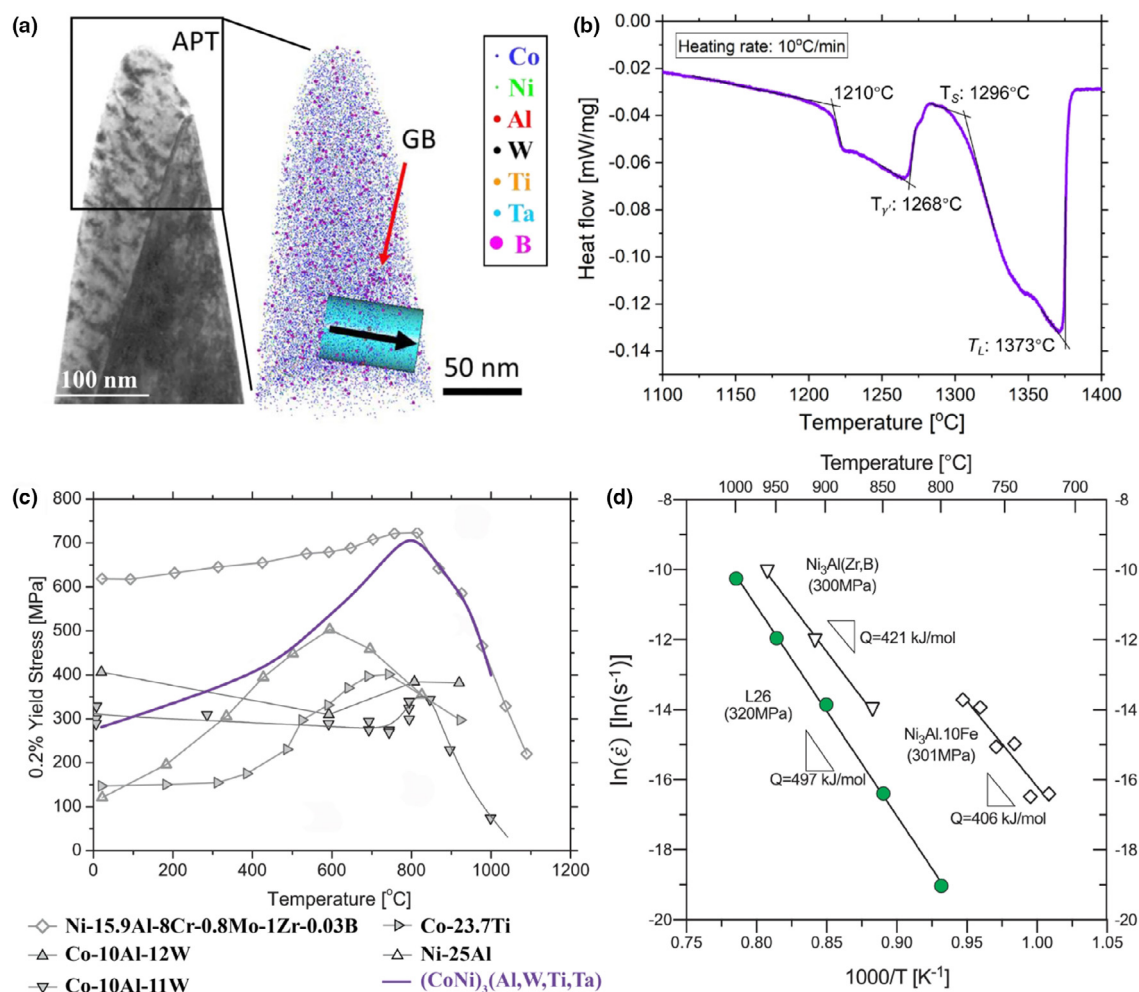 (a)
APT
100 nm
GB
50 nm
Co
Ni
Al
W
Ti
Ta
B
(b)
Heating rate: 10°C/min
1210°C
T_S: 1296°C
T_γ': 1268°C
T_L: 1373°C
0.00
-0.02
-0.04
-0.06
-0.08
-0.10
-0.12
-0.14
Heat flow [mW/mg]
1100 1150 1200 1250 1300 1350 1400
Temperature [°C]
(c)
800
700
600
500
400
300
200
100
0
0.2% Yield Stress [MPa]
0 200 400 600 800 1000 1200
Temperature [°C]
Ni-15.9Al-8Cr-0.8Mo-1Zr-0.03B
Co-10Al-12W
Co-10Al-11W
Co-23.7Ti
Ni-25Al
(CoNi)₃(Al,W,Ti,Ta)
(d)
Temperature [°C]
1000 950 900 850 800 750 700
-8 -8
-10 -10
-12 -12
-14 -14
-16 -16
-18 -18
-20 -20
ln(ε̇) [ln(s⁻¹)]
Ni₃Al(Zr,B)
(300MPa)
Q=421 kJ/mol
L26
(320MPa)
Q=497 kJ/mol
Ni₃Al.10Fe
(301MPa)
Q=406 kJ/mol
0.75 0.80 0.85 0.90 0.95 1.00 1.05
1000/T [K⁻¹]